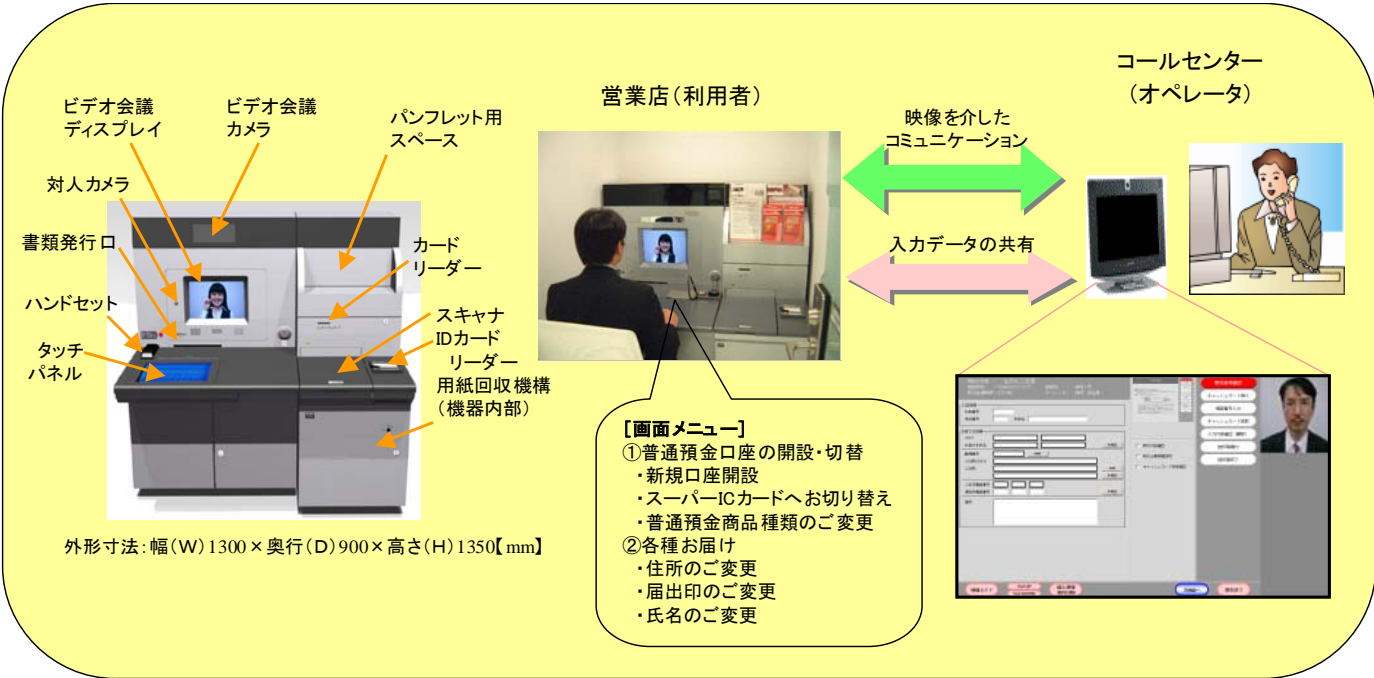 コールセンター
（オペレータ）
営業店（利用者）
ビデオ会議
ディスプレイ
ビデオ会議
カメラ
パンフレット用
スペース
映像を介した
コミュニケーション
対人カメラ
書類発行口
カード
リーダー
入力データの共有
ハンドセット
スキャナ
タッチ
パネル
IDカード
リーダー
用紙回収機構
（機器内部）
[画面メニュー]
①普通預金口座の開設・切替
・新規口座開設
・スーパーICカードへお切り替え
・普通預金商品種類のご変更
②各種お届け
・住所のご変更
・届出印のご変更
・氏名のご変更
外形寸法：幅（W）1300×奥行（D）900×高さ（H）1350【mm】